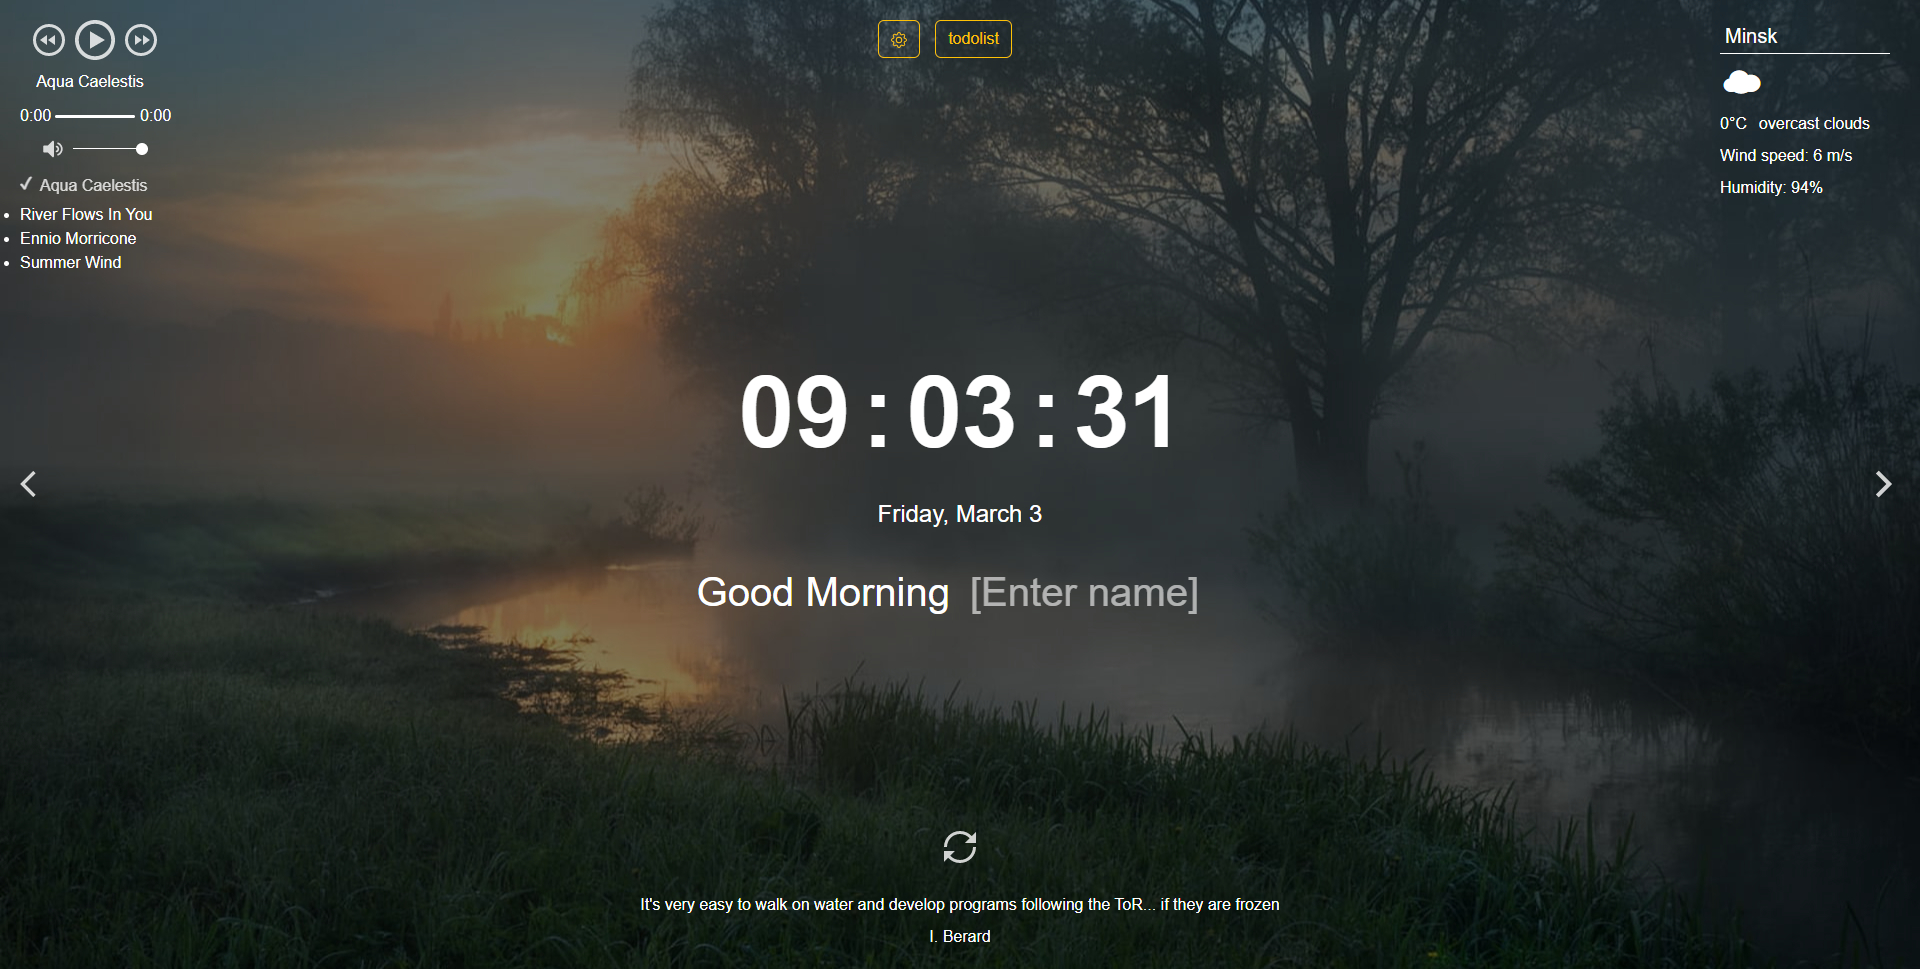 Aqua Caelestis
0:00 0:00
Aqua Caelestis
River Flows In You
Ennio Morricone
Summer Wind
todolist
Minsk
0°C overcast clouds
Wind speed: 6 m/s
Humidity: 94%
09:03:31
Friday, March 3
Good Morning [Enter name]
It's very easy to walk on water and develop programs following the ToR... if they are frozen
I. Berard